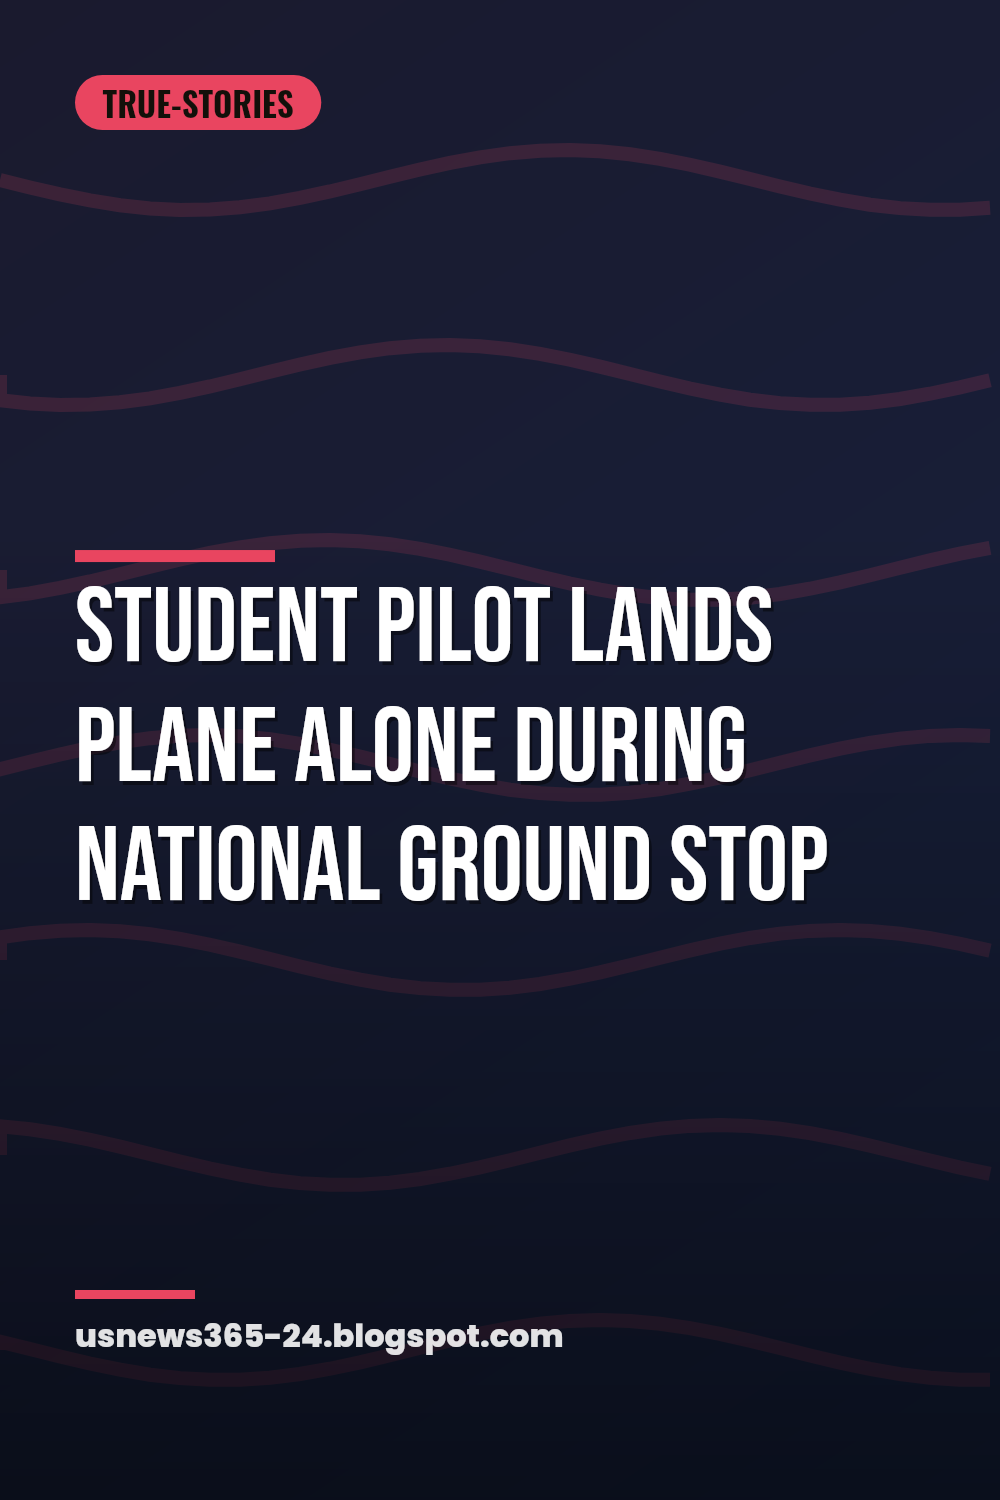 TRUE-STORIES
STUDENT PILOT LANDS
PLANE ALONE DURING
NATIONAL GROUND STOP
usnews365-24.blogspot.com